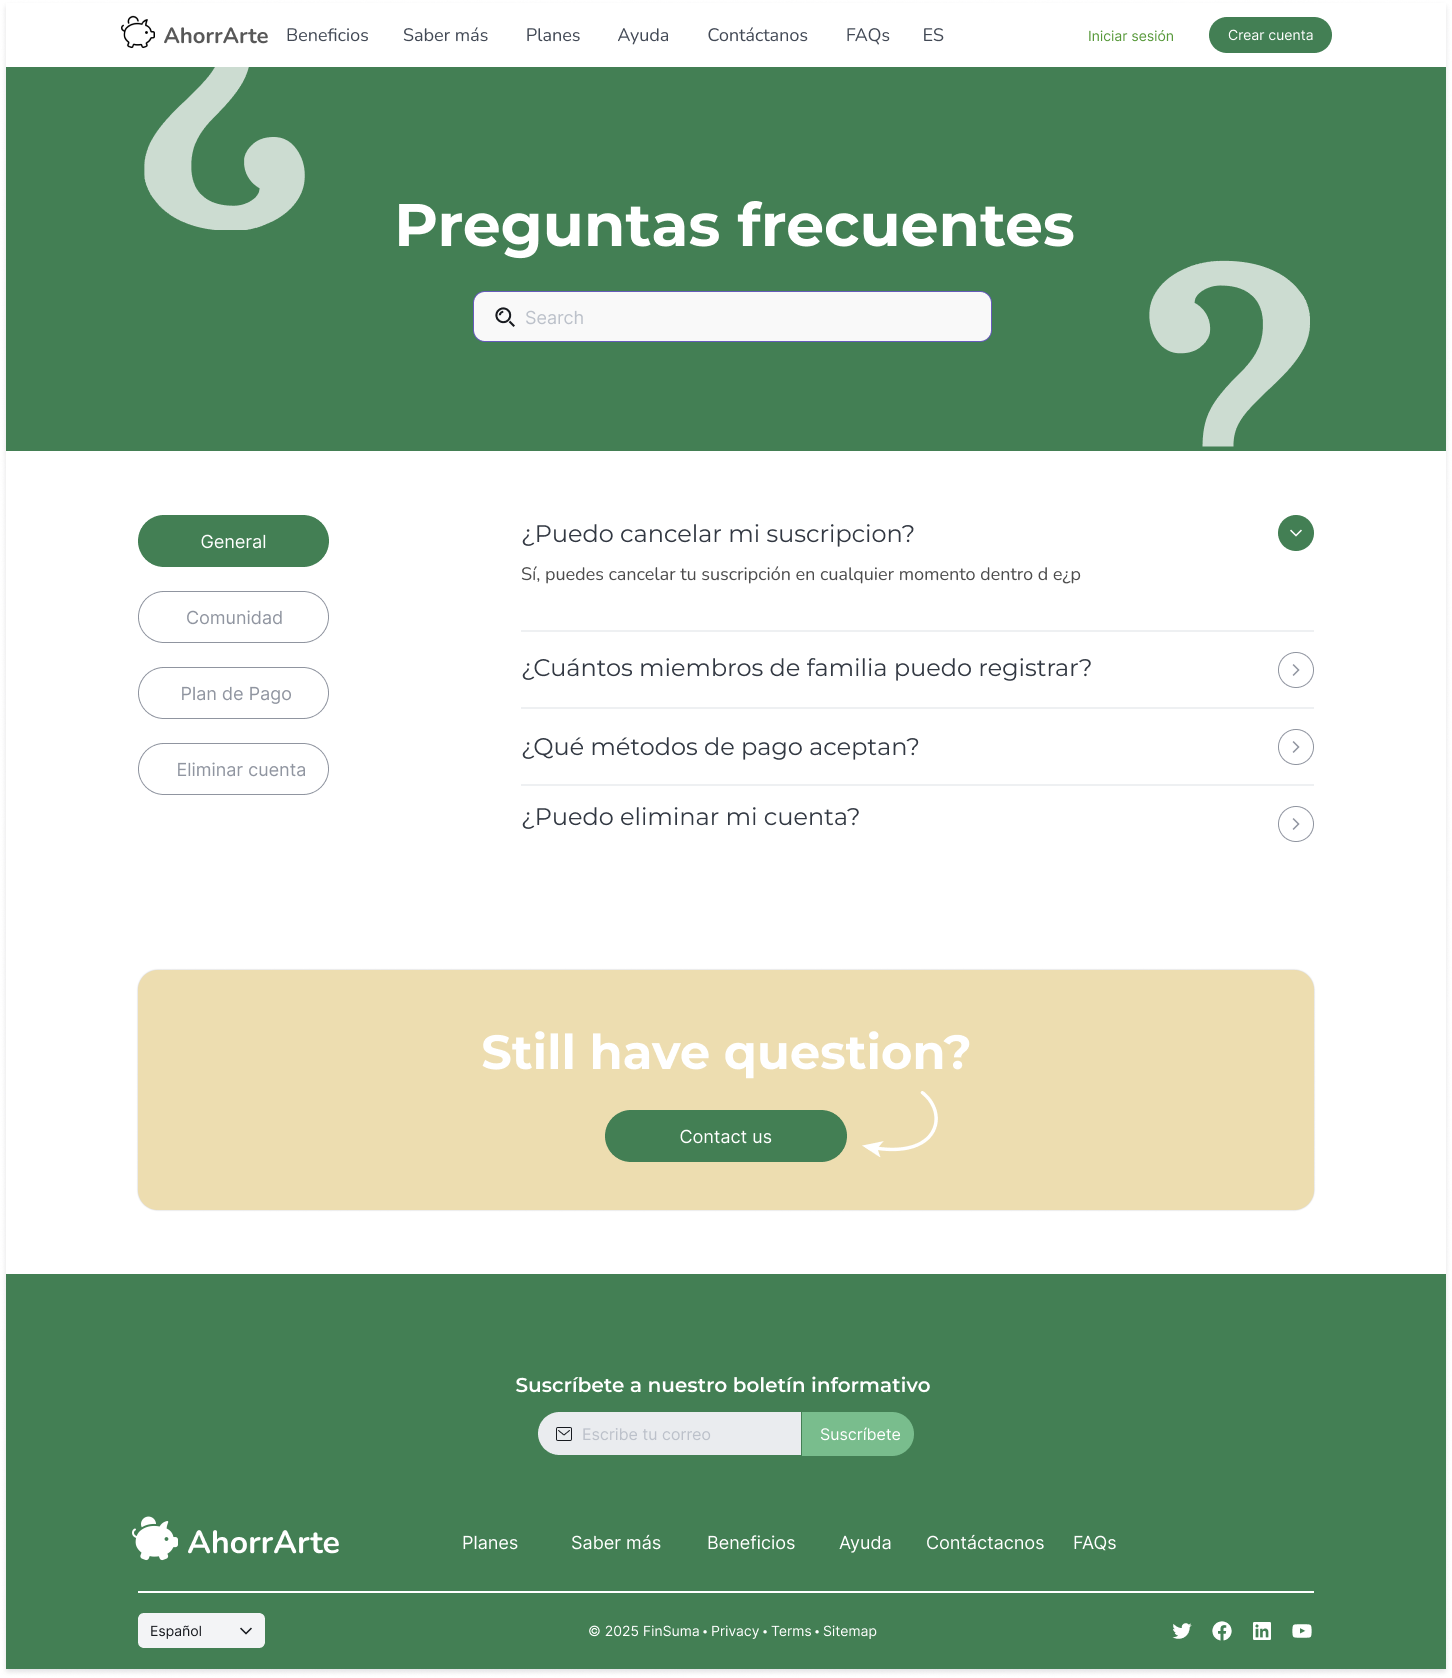 AhorrArte Beneficios Saber más Planes Ayuda Contáctanos FAQs ES Iniciar sesión Crear cuenta
¿
Preguntas frecuentes
Search
?
General
Comunidad
Plan de Pago
Eliminar cuenta
¿Puedo cancelar mi suscripcion?
Sí, puedes cancelar tu suscripción en cualquier momento dentro d e¿p
¿Cuántos miembros de familia puedo registrar?
¿Qué métodos de pago aceptan?
¿Puedo eliminar mi cuenta?
Still have question?
Contact us
Suscríbete a nuestro boletín informativo
Escribe tu correo Suscríbete
AhorrArte Planes Saber más Beneficios Ayuda Contáctacnos FAQs
Español © 2025 FinSuma • Privacy • Terms • Sitemap